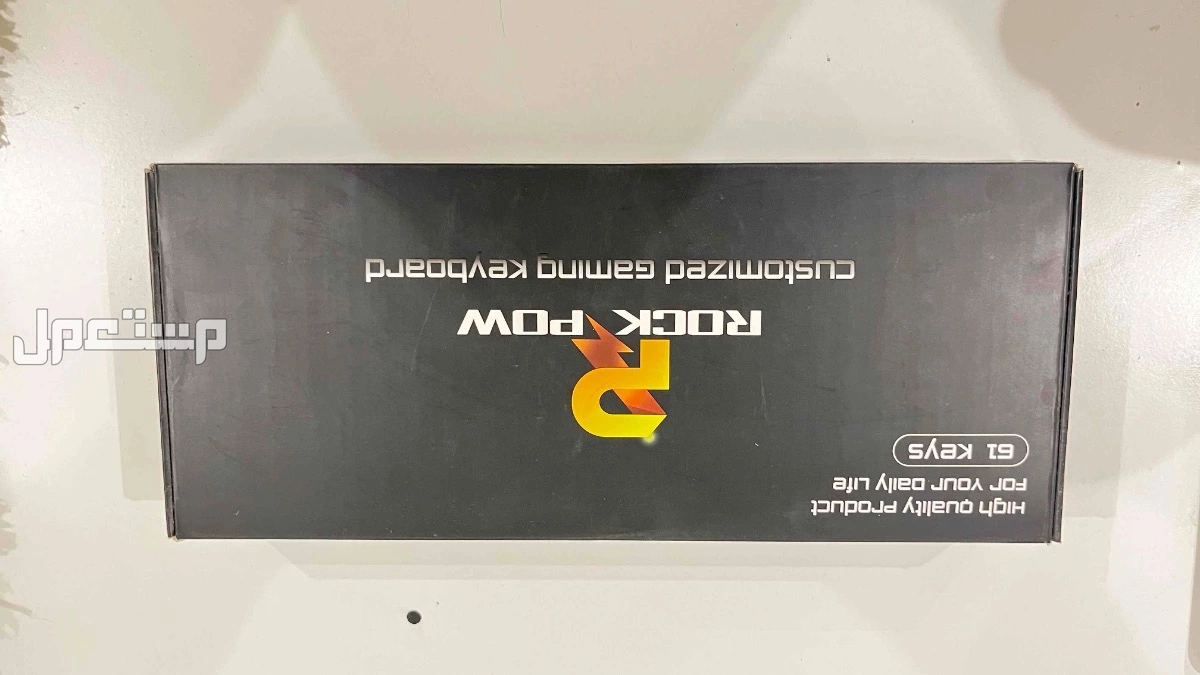 High Quality Product
For Your Daily Life
61 Keys
ROCK POW
Customized Gaming Keyboard
مستعمل